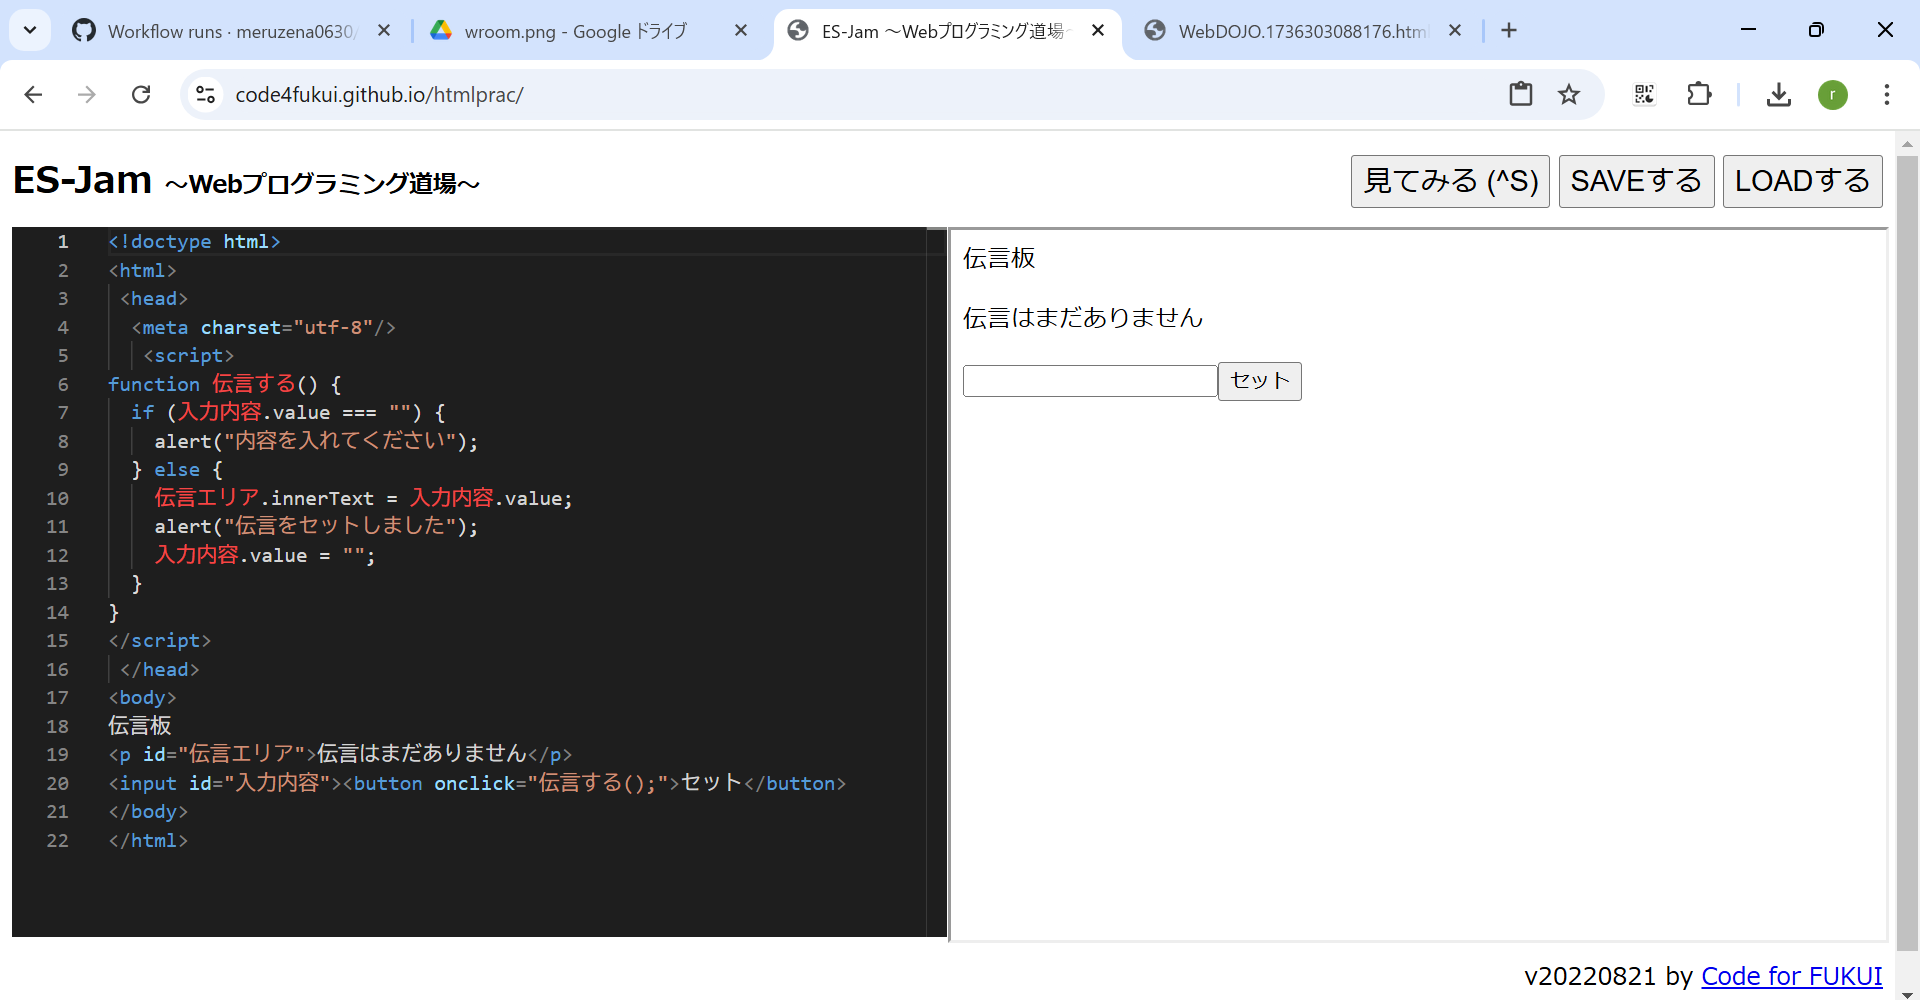 Workflow runs · meruzena0630/
wroom.png - Google ドライブ
ES-Jam ～Webプログラミング道場～
WebDOJO.1736303088176.html
code4fukui.github.io/htmlprac/
r
ES-Jam ～Webプログラミング道場～
見てみる (^S)
SAVEする
LOADする
1 <!doctype html>
2 <html>
3 <head>
4 <meta charset="utf-8"/>
5 <script>
6 function 伝言する() {
7 if (入力内容.value === "") {
8 alert("内容を入れてください");
9 } else {
10 伝言エリア.innerText = 入力内容.value;
11 alert("伝言をセットしました");
12 入力内容.value = "";
13 }
14 }
15 </script>
16 </head>
17 <body>
18 伝言板
19 <p id="伝言エリア">伝言はまだありません</p>
20 <input id="入力内容"><button onclick="伝言する();">セット</button>
21 </body>
22 </html>
伝言板
伝言はまだありません
セット
v20220821 by Code for FUKUI